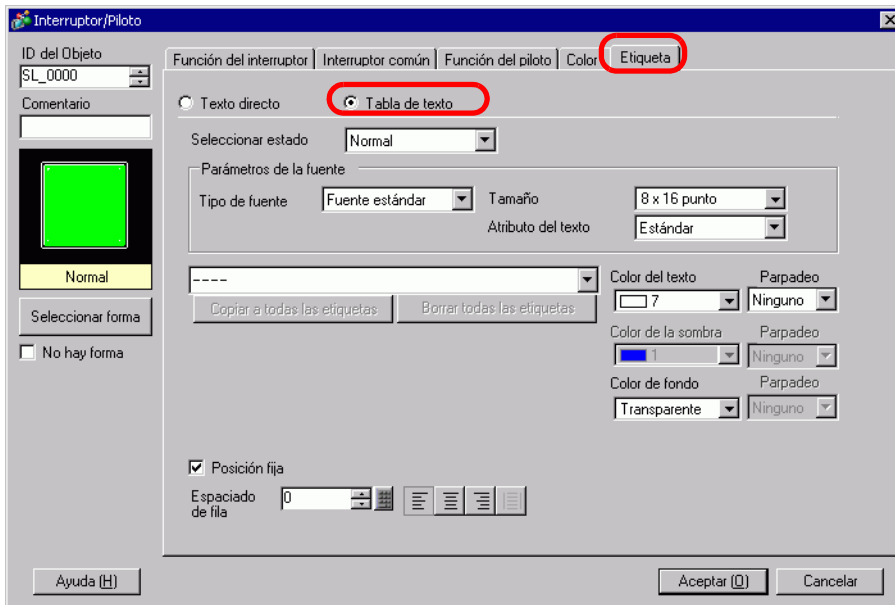 Interruptor/Piloto
ID del Objeto
SL_0000
Comentario
Normal
Seleccionar forma
No hay forma
Función del interruptor
Interruptor común
Función del piloto
Color
Etiqueta
Texto directo
Tabla de texto
Seleccionar estado
Normal
Parámetros de la fuente
Tipo de fuente
Fuente estándar
Tamaño
8 x 16 punto
Atributo del texto
Estándar
----
Copiar a todas las etiquetas
Borrar todas las etiquetas
Color del texto
Parpadeo
7
Ninguno
Color de la sombra
Parpadeo
1
Ninguno
Color de fondo
Parpadeo
Transparente
Ninguno
Posición fija
Espaciado
de fila
0
Ayuda (H)
Aceptar (O)
Cancelar